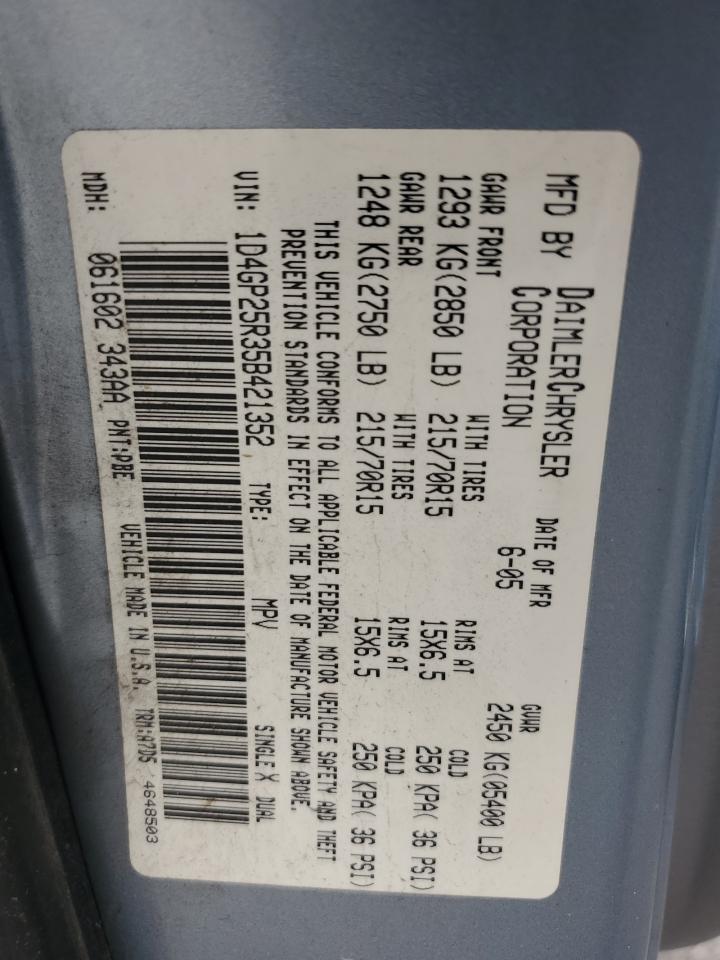 MFD BY DAIMLERCHRYSLER CORPORATION DATE OF MFR 6-05 GVWR 2450 KG(05400 LB)
GAWR FRONT WITH TIRES RIMS AT COLD
1293 KG(2850 LB) 215/70R15 15X6.5 250 KPA( 36 PSI)
GAWR REAR WITH TIRES RIMS AT COLD
1248 KG(2750 LB) 215/70R15 15X6.5 250 KPA( 36 PSI)
THIS VEHICLE CONFORMS TO ALL APPLICABLE FEDERAL MOTOR VEHICLE SAFETY AND THEFT
PREVENTION STANDARDS IN EFFECT ON THE DATE OF MANUFACTURE SHOWN ABOVE.
VIN: 1D4GP25R35B421352 TYPE: MPV SINGLE X DUAL
MDH: 061602 343AA PNT:PBE VEHICLE MADE IN U.S.A. TRM:A7D5 4648503